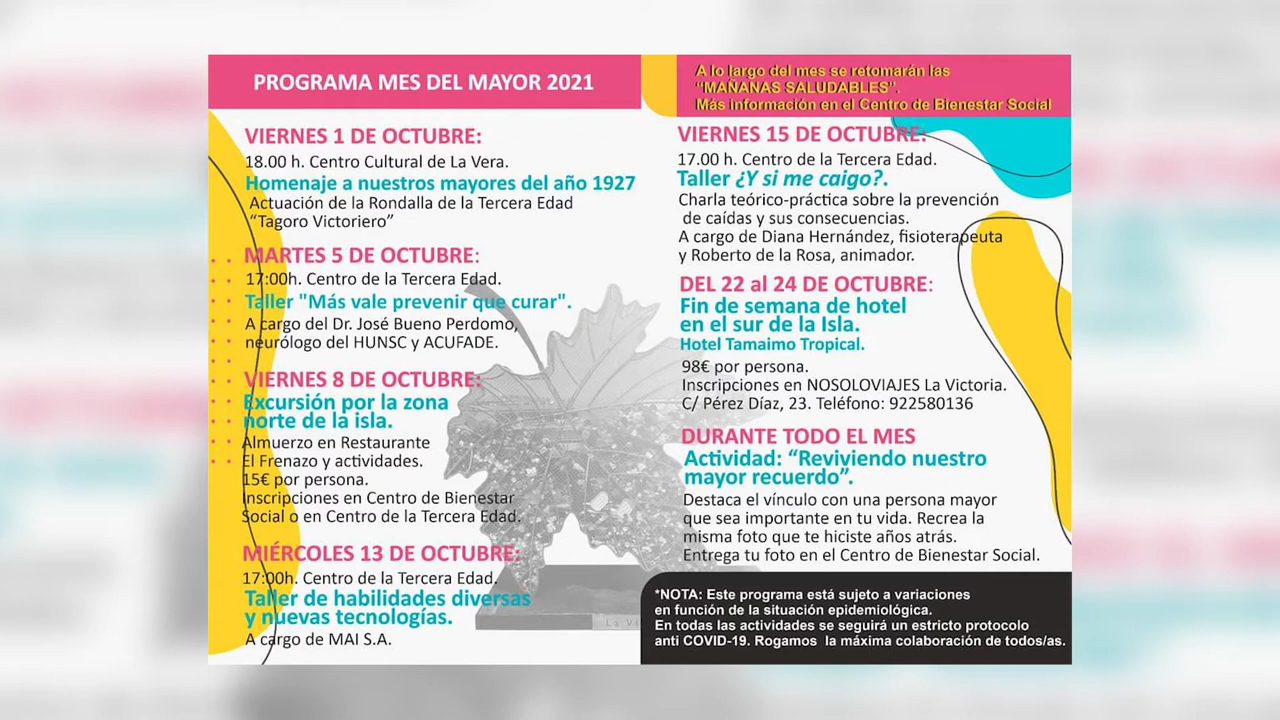 PROGRAMA MES DEL MAYOR 2021
VIERNES 1 DE OCTUBRE:
18.00 h. Centro Cultural de La Vera.
Homenaje a nuestros mayores del año 1927
Actuación de la Rondalla de la Tercera Edad
“Tagoro Victoriero”
MARTES 5 DE OCTUBRE:
17:00h. Centro de la Tercera Edad.
Taller "Más vale prevenir que curar".
A cargo del Dr. José Bueno Perdomo,
neurólogo del HUNSC y ACUFADE.
VIERNES 8 DE OCTUBRE:
Excursión por la zona
norte de la isla.
Almuerzo en Restaurante
El Frenazo y actividades.
15€ por persona.
Inscripciones en Centro de Bienestar
Social o en Centro de la Tercera Edad.
MIÉRCOLES 13 DE OCTUBRE:
17:00h. Centro de la Tercera Edad.
Taller de habilidades diversas
y nuevas tecnologías.
A cargo de MAI S.A.
A lo largo del mes se retomarán las
“MAÑANAS SALUDABLES”.
Más información en el Centro de Bienestar Social
VIERNES 15 DE OCTUBRE:
17.00 h. Centro de la Tercera Edad.
Taller ¿Y si me caigo?.
Charla teórico-práctica sobre la prevención
de caídas y sus consecuencias.
A cargo de Diana Hernández, fisioterapeuta
y Roberto de la Rosa, animador.
DEL 22 al 24 DE OCTUBRE:
Fin de semana de hotel
en el sur de la Isla.
Hotel Tamaimo Tropical.
98€ por persona.
Inscripciones en NOSOLOVIAJES La Victoria.
C/ Pérez Díaz, 23. Teléfono: 922580136
DURANTE TODO EL MES
Actividad: “Reviviendo nuestro
mayor recuerdo”.
Destaca el vínculo con una persona mayor
que sea importante en tu vida. Recrea la
misma foto que te hiciste años atrás.
Entrega tu foto en el Centro de Bienestar Social.
*NOTA: Este programa está sujeto a variaciones
en función de la situación epidemiológica.
En todas las actividades se seguirá un estricto protocolo
anti COVID-19. Rogamos la máxima colaboración de todos/as.